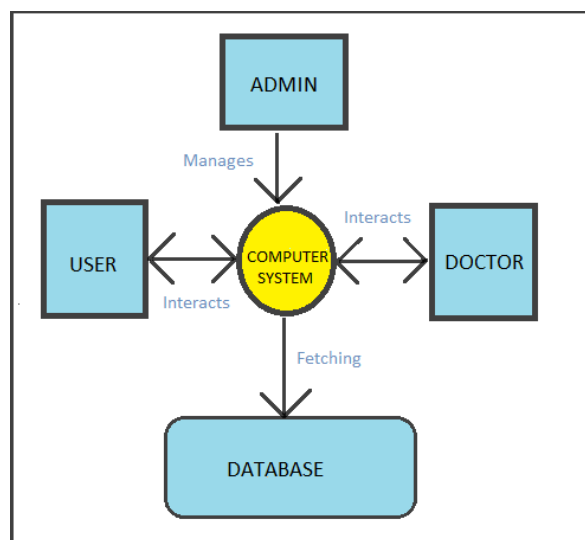 ADMIN
Manages
Interacts
USER
COMPUTER
SYSTEM
DOCTOR
Interacts
Fetching
DATABASE